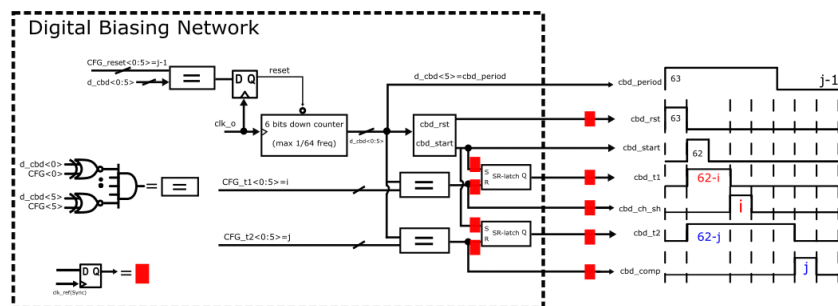 Digital Biasing Network
CFG_reset<0:5>=j-1
d_cbd<0:5>
=
D Q
reset
clk_o
6 bits down counter
(max 1/64 freq)
d_cbd<0:5>
d_cbd<5>=cbd_period
cbd_rst
cbd_start
d_cbd<0>
CFG<0>
d_cbd<5>
CFG<5>
= =
CFG_t1<0:5>=i
=
S
R
SR-latch Q
CFG_t2<0:5>=j
=
S
R
SR-latch Q
D Q
=
clk_ref(Sync)
cbd_period
63
j-1
cbd_rst
63
cbd_start
62
cbd_t1
62-i
cbd_ch_sh
i
cbd_t2
62-j
cbd_comp
j